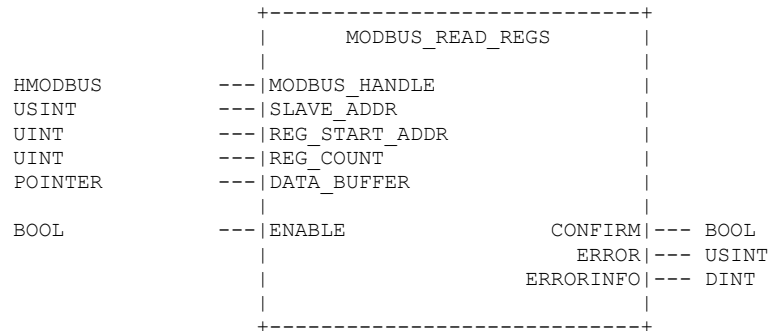 MODBUS_READ_REGS
HMODBUS ---|MODBUS_HANDLE
USINT ---|SLAVE_ADDR
UINT ---|REG_START_ADDR
UINT ---|REG_COUNT
POINTER ---|DATA_BUFFER
BOOL ---|ENABLE CONFIRM|--- BOOL
ERROR|--- USINT
ERRORINFO|--- DINT